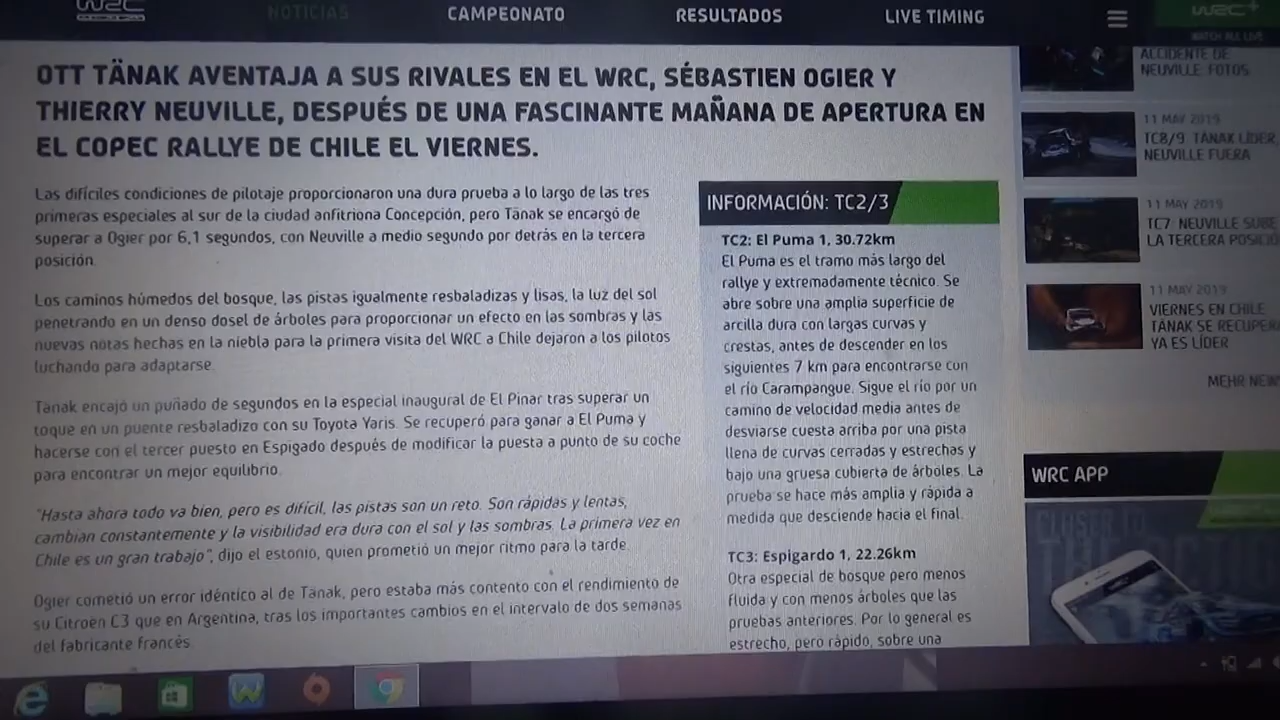 WRC
NOTICIAS
CAMPEONATO
RESULTADOS
LIVE TIMING
WRC+
WATCH ALL LIVE
OTT TÄNAK AVENTAJA A SUS RIVALES EN EL WRC, SÉBASTIEN OGIER Y
THIERRY NEUVILLE, DESPUÉS DE UNA FASCINANTE MAÑANA DE APERTURA EN
EL COPEC RALLYE DE CHILE EL VIERNES.
Las difíciles condiciones de pilotaje proporcionaron una dura prueba a lo largo de las tres
primeras especiales al sur de la ciudad anfitriona Concepción, pero Tänak se encargó de
superar a Ogier por 6,1 segundos, con Neuville a medio segundo por detrás en la tercera
posición.
Los caminos húmedos del bosque, las pistas igualmente resbaladizas y lisas, la luz del sol
penetrando en un denso dosel de árboles para proporcionar un efecto en las sombras y las
nuevas notas hechas en la niebla para la primera visita del WRC a Chile dejaron a los pilotos
luchando para adaptarse.
Tänak encajó un puñado de segundos en la especial inaugural de El Pinar tras superar un
toque en un puente resbaladizo con su Toyota Yaris. Se recuperó para ganar a El Puma y
hacerse con el tercer puesto en Espigado después de modificar la puesta a punto de su coche
para encontrar un mejor equilibrio.
"Hasta ahora todo va bien, pero es difícil, las pistas son un reto. Son rápidas y lentas,
cambian constantemente y la visibilidad era dura con el sol y las sombras. La primera vez en
Chile es un gran trabajo", dijo el estonio, quien prometió un mejor ritmo para la tarde.
Ogier cometió un error idéntico al de Tänak, pero estaba más contento con el rendimiento de
su Citroën C3 que en Argentina, tras los importantes cambios en el intervalo de dos semanas
del fabricante francés.
INFORMACIÓN: TC2/3
TC2: El Puma 1, 30.72km
El Puma es el tramo más largo del
rallye y extremadamente técnico. Se
abre sobre una amplia superficie de
arcilla dura con largas curvas y
crestas, antes de descender en los
siguientes 7 km para encontrarse con
el río Carampangue. Sigue el río por un
camino de velocidad media antes de
desviarse cuesta arriba por una pista
llena de curvas cerradas y estrechas y
bajo una gruesa cubierta de árboles. La
prueba se hace más amplia y rápida a
medida que desciende hacia el final.
TC3: Espigardo 1, 22.26km
Otra especial de bosque pero menos
fluida y con menos árboles que las
pruebas anteriores. Por lo general es
estrecho, pero rápido, sobre una
ACCIDENTE DE
NEUVILLE: FOTOS
11 MAY 2019
TC8/9: TÄNAK LÍDER,
NEUVILLE FUERA
11 MAY 2019
TC7: NEUVILLE SUBE
LA TERCERA POSICIÓ
11 MAY 2019
VIERNES EN CHILE:
TÄNAK SE RECUPERA
YA ES LÍDER
MEHR NEW
WRC APP
CLOSER TO
THE ACTION